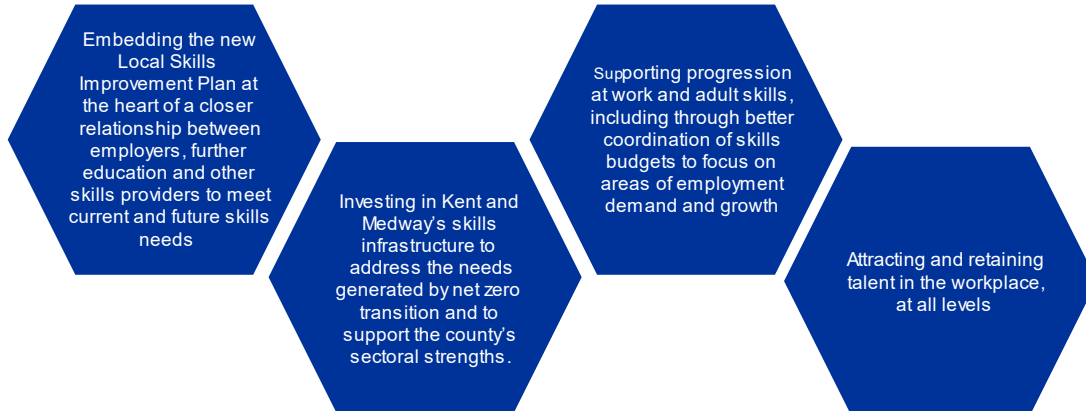 Embedding the new
Local Skills
Improvement Plan at
the heart of a closer
relationship between
employers, further
education and other
skills providers to meet
current and future skills
needs
Investing in Kent and
Medway's skills
infrastructure to
address the needs
generated by net zero
transition and to
support the county's
sectoral strengths.
Supporting progression
at work and adult skills,
including through better
coordination of skills
budgets to focus on
areas of employment
demand and growth
Attracting and retaining
talent in the workplace,
at all levels